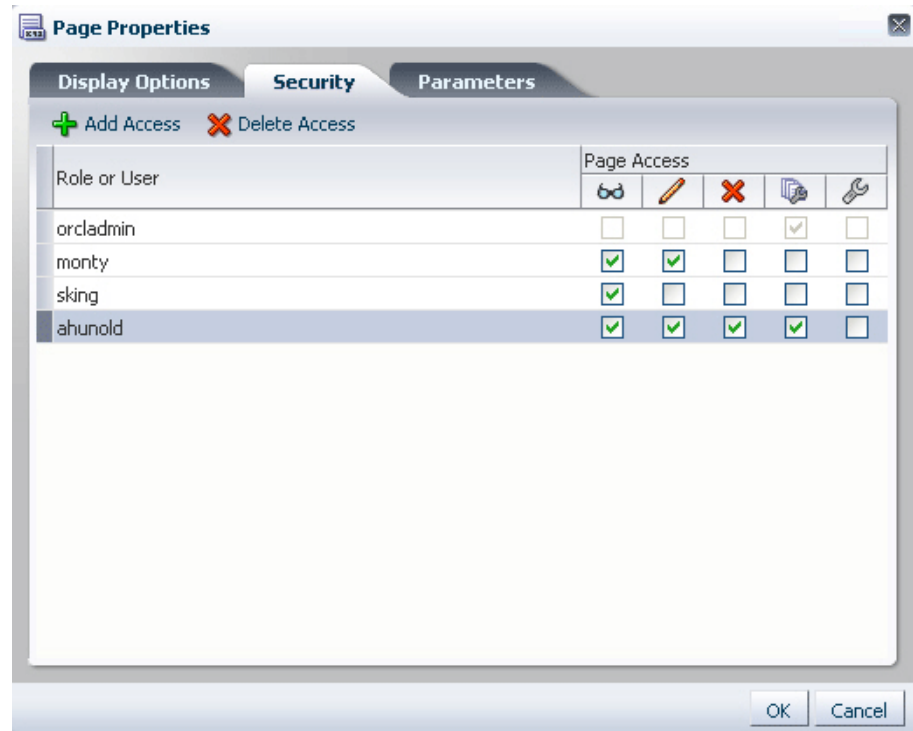 Page Properties
Display Options Security Parameters
Add Access Delete Access
Role or User
Page Access
orcladmin
monty
sking
ahunold
OK Cancel